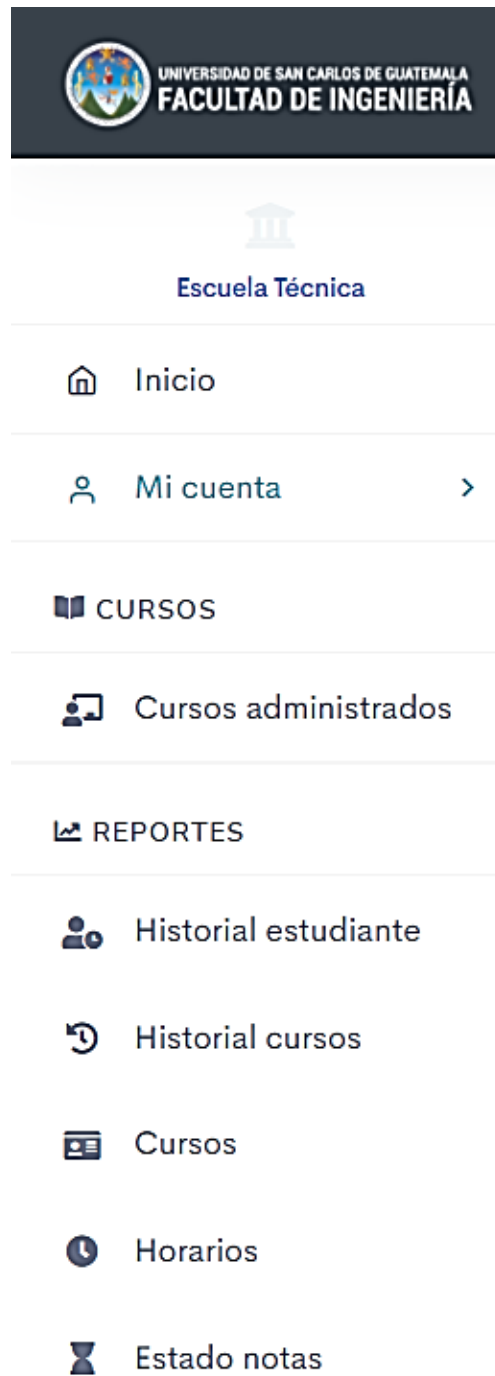 UNIVERSIDAD DE SAN CARLOS DE GUATEMALA
FACULTAD DE INGENIERÍA
Escuela Técnica
Inicio
Mi cuenta
CURSOS
Cursos administrados
REPORTES
Historial estudiante
Historial cursos
Cursos
Horarios
Estado notas